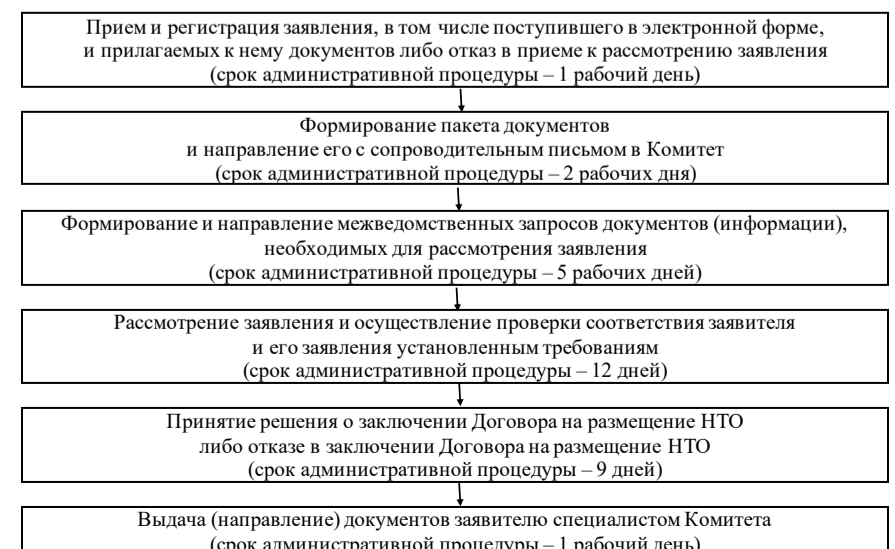 Прием и регистрация заявления, в том числе поступившего в электронной форме,
и прилагаемых к нему документов либо отказ в приеме к рассмотрению заявления
(срок административной процедуры – 1 рабочий день)
Формирование пакета документов
и направление его с сопроводительным письмом в Комитет
(срок административной процедуры – 2 рабочих дня)
Формирование и направление межведомственных запросов документов (информации),
необходимых для рассмотрения заявления
(срок административной процедуры – 5 рабочих дней)
Рассмотрение заявления и осуществление проверки соответствия заявителя
и его заявления установленным требованиям
(срок административной процедуры – 12 дней)
Принятие решения о заключении Договора на размещение НТО
либо отказе в заключении Договора на размещение НТО
(срок административной процедуры – 9 дней)
Выдача (направление) документов заявителю специалистом Комитета
(срок административной процедуры – 1 рабочий день)